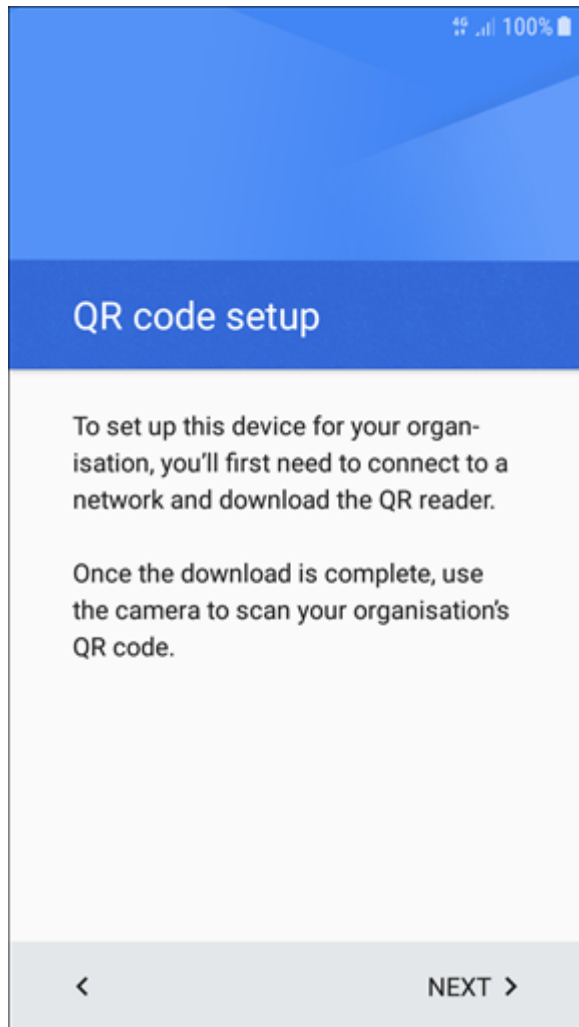 4G 100%
QR code setup
To set up this device for your organ-
isation, you'll first need to connect to a
network and download the QR reader.
Once the download is complete, use
the camera to scan your organisation's
QR code.
NEXT